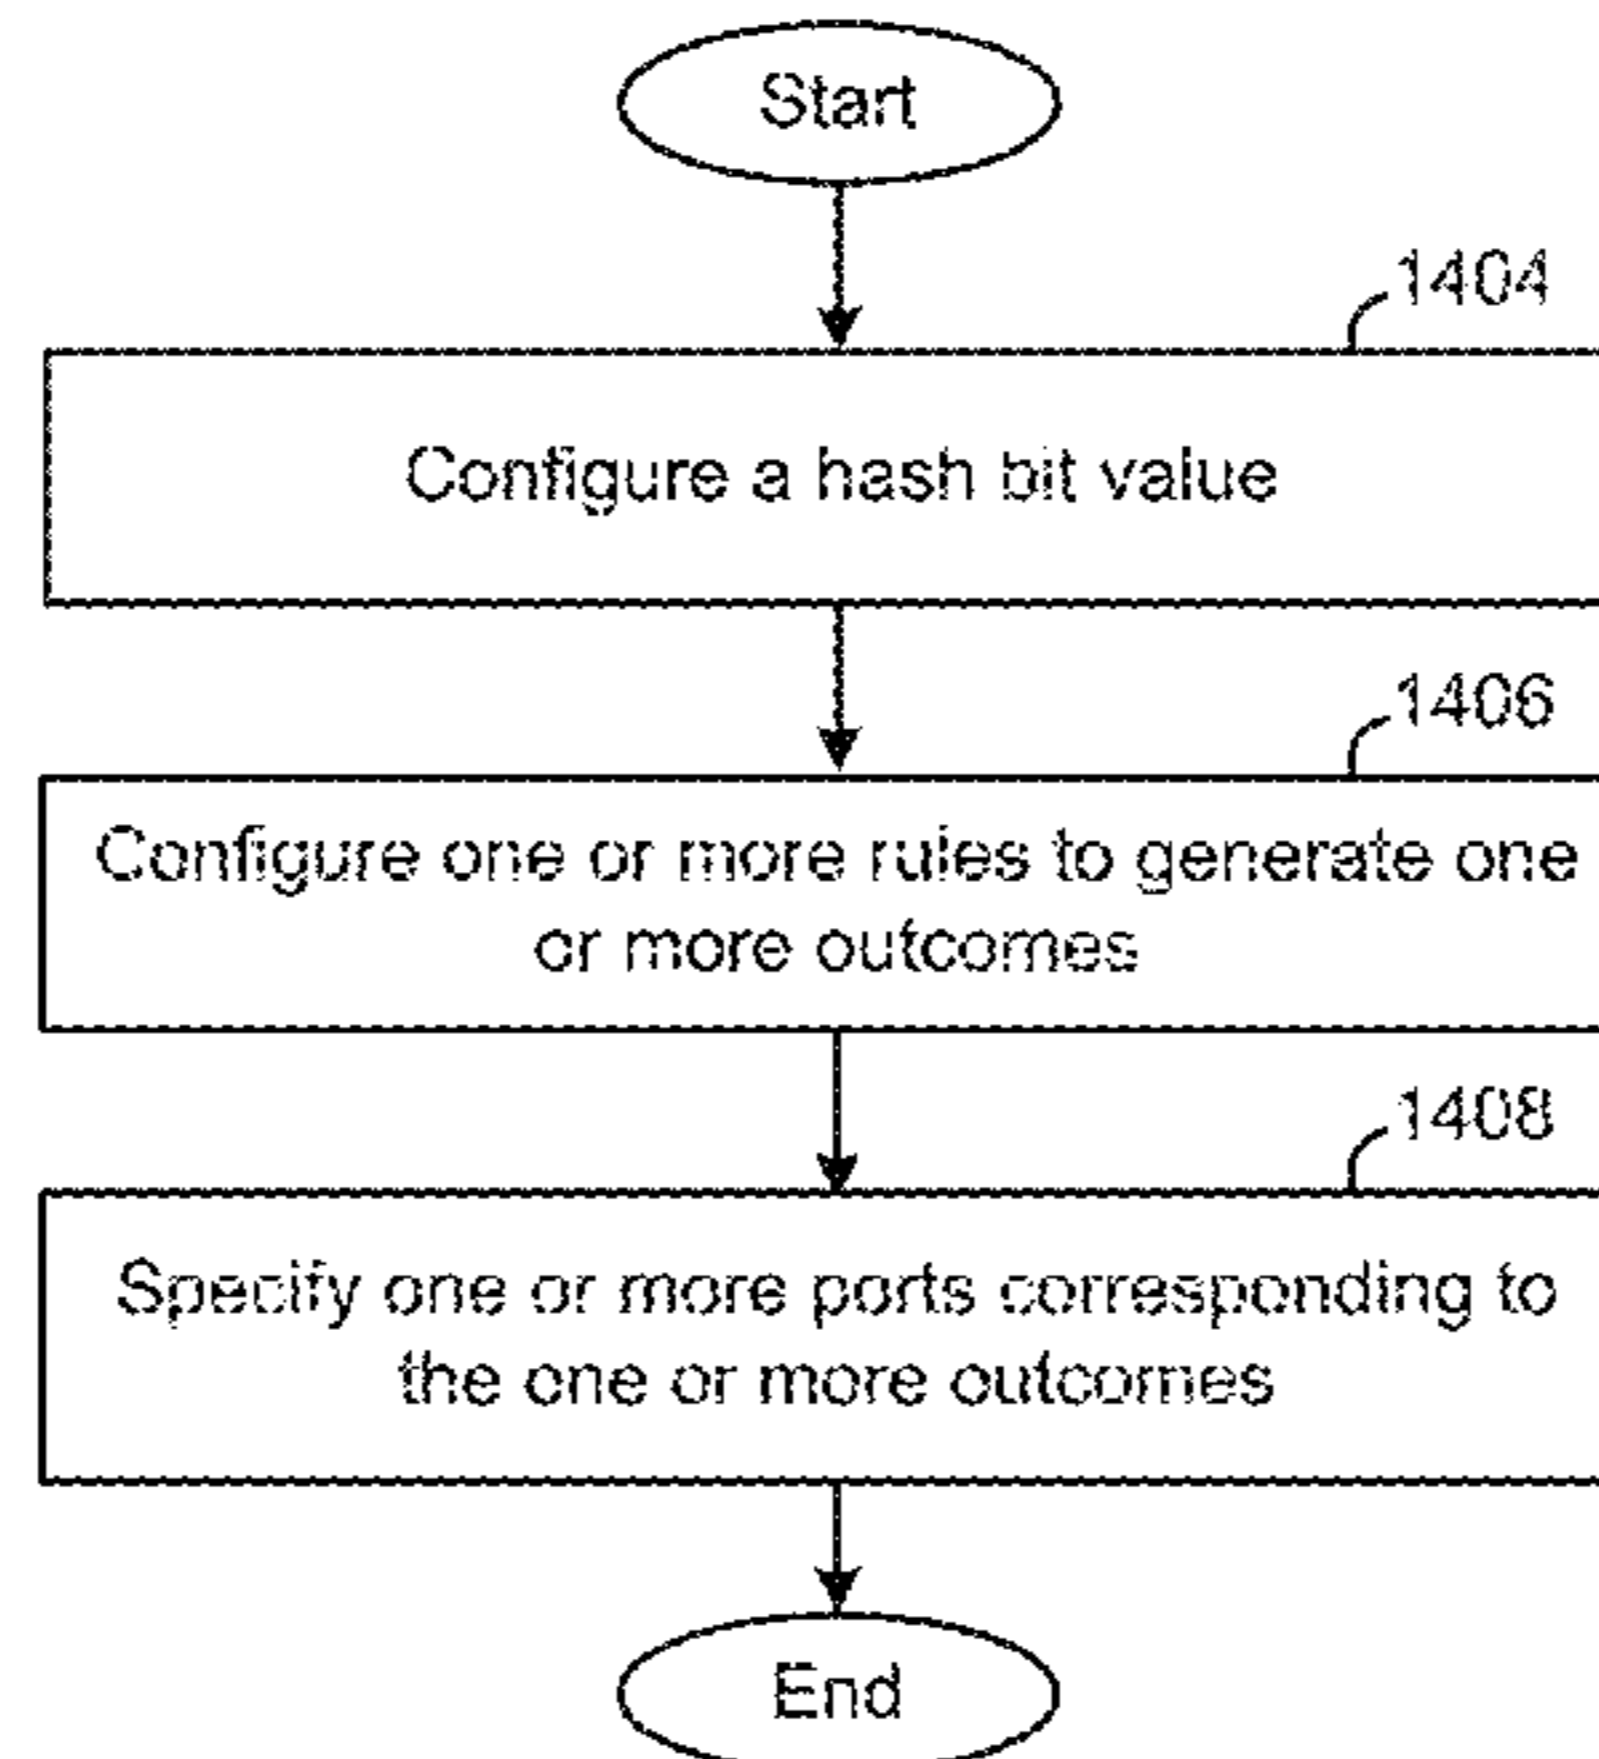 Start
1404
Configure a hash bit value
1406
Configure one or more rules to generate one
or more outcomes
1408
Specify one or more ports corresponding to
the one or more outcomes
End